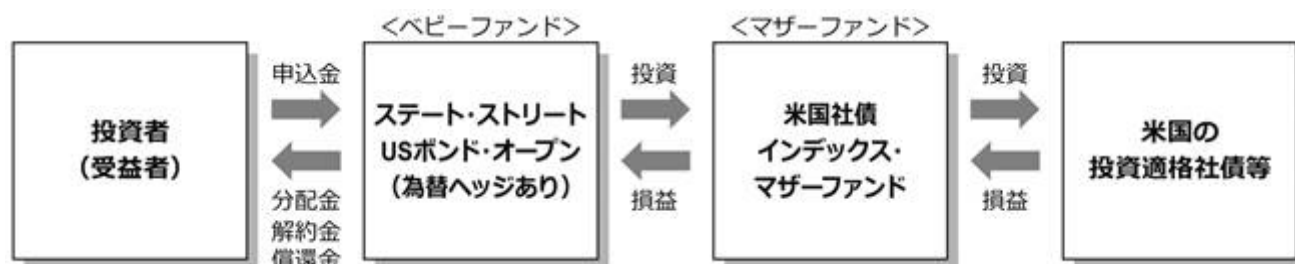 <ベビーファンド>
<マザーファンド>
投資者
(受益者)
申込金
分配金
解約金
償還金
ステート・ストリート
USボンド・オープン
(為替ヘッジあり)
投資
損益
米国社債
インデックス・
マザーファンド
投資
損益
米国の
投資適格社債等